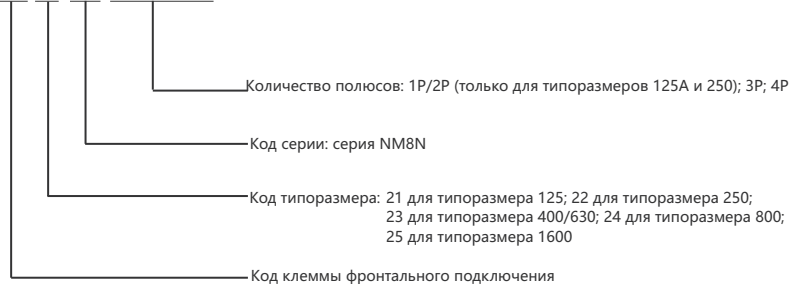 Количество полюсов: 1P/2P (только для типоразмеров 125A и 250); 3P; 4P
Код серии: серия NM8N
Код типоразмера: 21 для типоразмера 125; 22 для типоразмера 250;
23 для типоразмера 400/630; 24 для типоразмера 800;
25 для типоразмера 1600
Код клеммы фронтального подключения